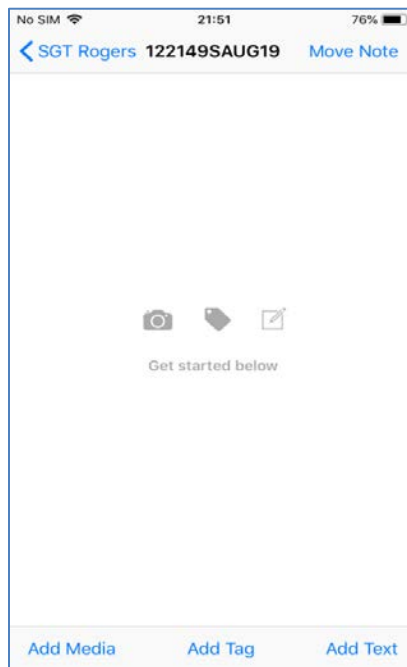 No SIM 21:51 76%
SGT Rogers 122149SAUG19 Move Note
Get started below
Add Media Add Tag Add Text